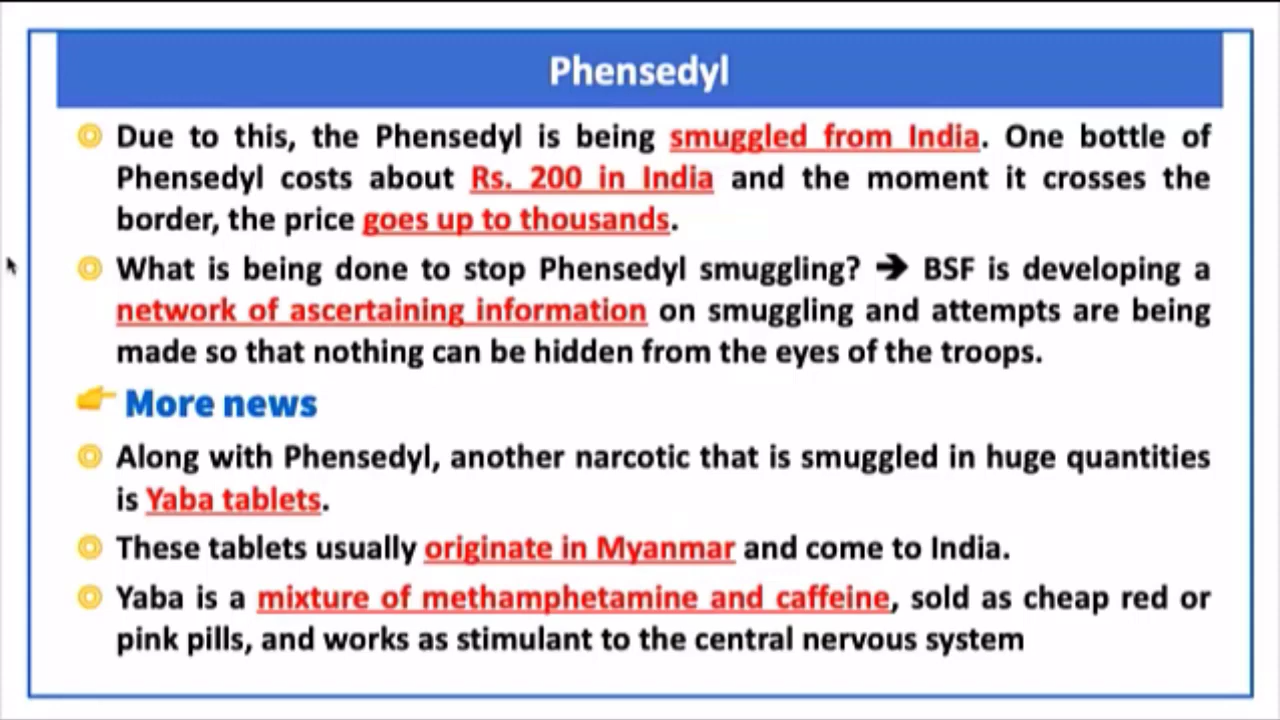 Phensedyl
Due to this, the Phensedyl is being smuggled from India. One bottle of
Phensedyl costs about Rs. 200 in India and the moment it crosses the
border, the price goes up to thousands.
What is being done to stop Phensedyl smuggling? ➔ BSF is developing a
network of ascertaining information on smuggling and attempts are being
made so that nothing can be hidden from the eyes of the troops.
More news
Along with Phensedyl, another narcotic that is smuggled in huge quantities
is Yaba tablets.
These tablets usually originate in Myanmar and come to India.
Yaba is a mixture of methamphetamine and caffeine, sold as cheap red or
pink pills, and works as stimulant to the central nervous system